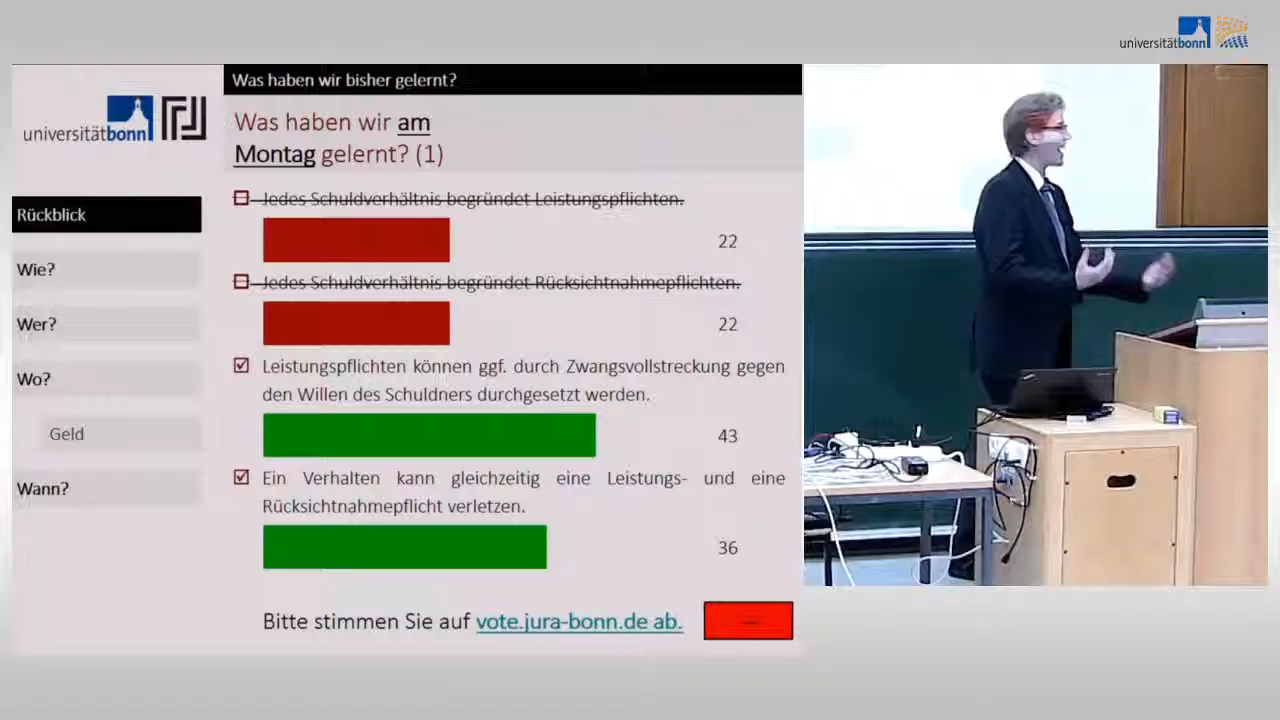 universitätbonn
Was haben wir bisher gelernt?
universitätbonn
Was haben wir am
Montag gelernt? (1)
Rückblick
Wie?
Wer?
Wo?
Geld
Wann?
Jedes Schuldverhältnis begründet Leistungspflichten.
22
Jedes Schuldverhältnis begründet Rücksichtnahmepflichten.
22
Leistungspflichten können ggf. durch Zwangsvollstreckung gegen
den Willen des Schuldners durchgesetzt werden.
43
Ein Verhalten kann gleichzeitig eine Leistungs- und eine
Rücksichtnahmepflicht verletzen.
36
Bitte stimmen Sie auf vote.jura-bonn.de ab.